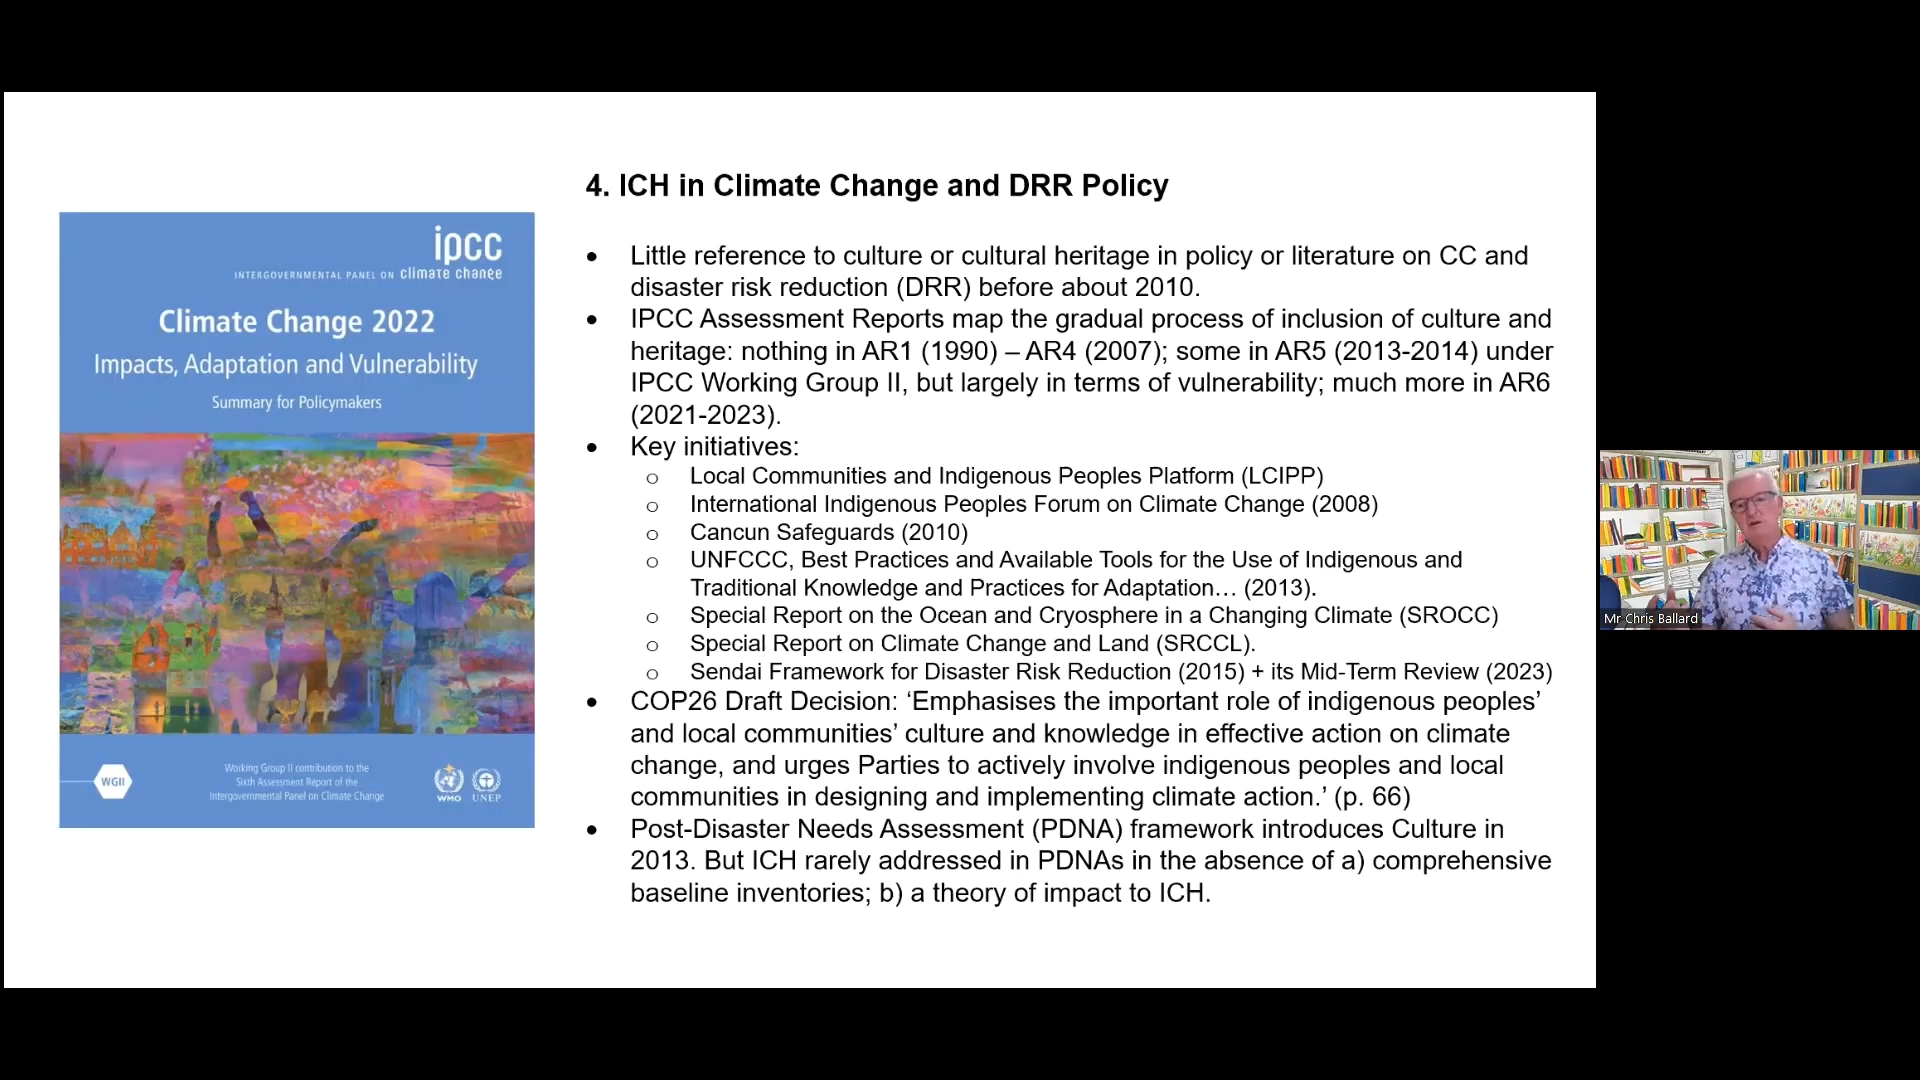 ipcc
INTERGOVERNMENTAL PANEL ON climate change
Climate Change 2022
Impacts, Adaptation and Vulnerability
Summary for Policymakers
WGII
Working Group II contribution to the
Sixth Assessment Report of the
Intergovernmental Panel on Climate Change
WMO
UNEP
4. ICH in Climate Change and DRR Policy
• Little reference to culture or cultural heritage in policy or literature on CC and
disaster risk reduction (DRR) before about 2010.
• IPCC Assessment Reports map the gradual process of inclusion of culture and
heritage: nothing in AR1 (1990) – AR4 (2007); some in AR5 (2013-2014) under
IPCC Working Group II, but largely in terms of vulnerability; much more in AR6
(2021-2023).
• Key initiatives:
o Local Communities and Indigenous Peoples Platform (LCIPP)
o International Indigenous Peoples Forum on Climate Change (2008)
o Cancun Safeguards (2010)
o UNFCCC, Best Practices and Available Tools for the Use of Indigenous and
Traditional Knowledge and Practices for Adaptation… (2013).
o Special Report on the Ocean and Cryosphere in a Changing Climate (SROCC)
o Special Report on Climate Change and Land (SRCCL).
o Sendai Framework for Disaster Risk Reduction (2015) + its Mid-Term Review (2023)
• COP26 Draft Decision: ‘Emphasises the important role of indigenous peoples’
and local communities’ culture and knowledge in effective action on climate
change, and urges Parties to actively involve indigenous peoples and local
communities in designing and implementing climate action.’ (p. 66)
• Post-Disaster Needs Assessment (PDNA) framework introduces Culture in
2013. But ICH rarely addressed in PDNAs in the absence of a) comprehensive
baseline inventories; b) a theory of impact to ICH.
Mr Chris Ballard